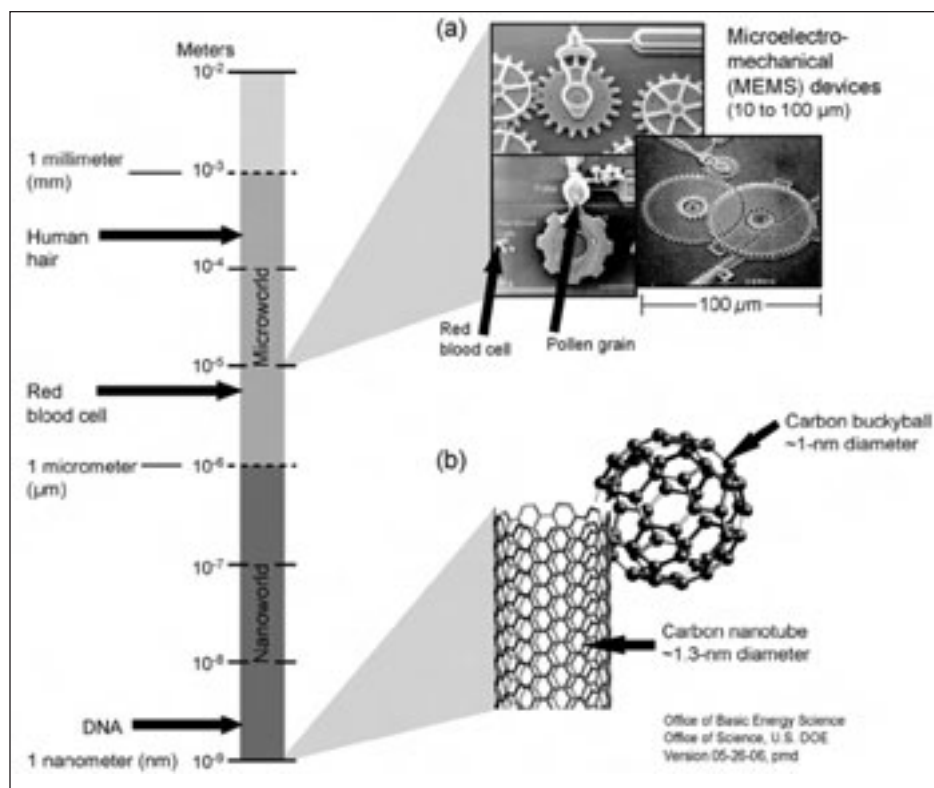 (a)
Microelectro-
mechanical
(MEMS) devices
(10 to 100 µm)
Meters
10-2
1 millimeter
(mm)
10-3
Human
hair
10-4
Microworld
100 µm
Red
blood cell
Pollen grain
10-5
Red
blood cell
1 micrometer
(µm)
10-6
(b)
Carbon buckyball
~1-nm diameter
10-7
Nanoworld
Carbon nanotube
~1.3-nm diameter
10-8
DNA
1 nanometer (nm)
10-9
Office of Basic Energy Science
Office of Science, U.S. DOE
Version 05-26-06, pmd